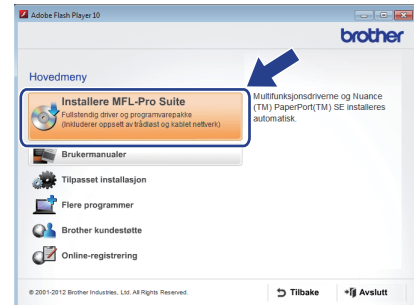 Adobe Flash Player 10
brother
Hovedmeny
Installere MFL-Pro Suite
Fullstendig driver og programvarepakke
(Inkluderer oppsett av trådløst og kablet nettverk)
Multifunksjonsdriverne og Nuance
(TM) PaperPort(TM) SE installeres
automatisk.
Brukermanualer
Tilpasset installasjon
Flere programmer
Brother kundestøtte
Online-registrering
© 2001-2012 Brother Industries, Ltd. All Rights Reserved.
Tilbake
Avslutt